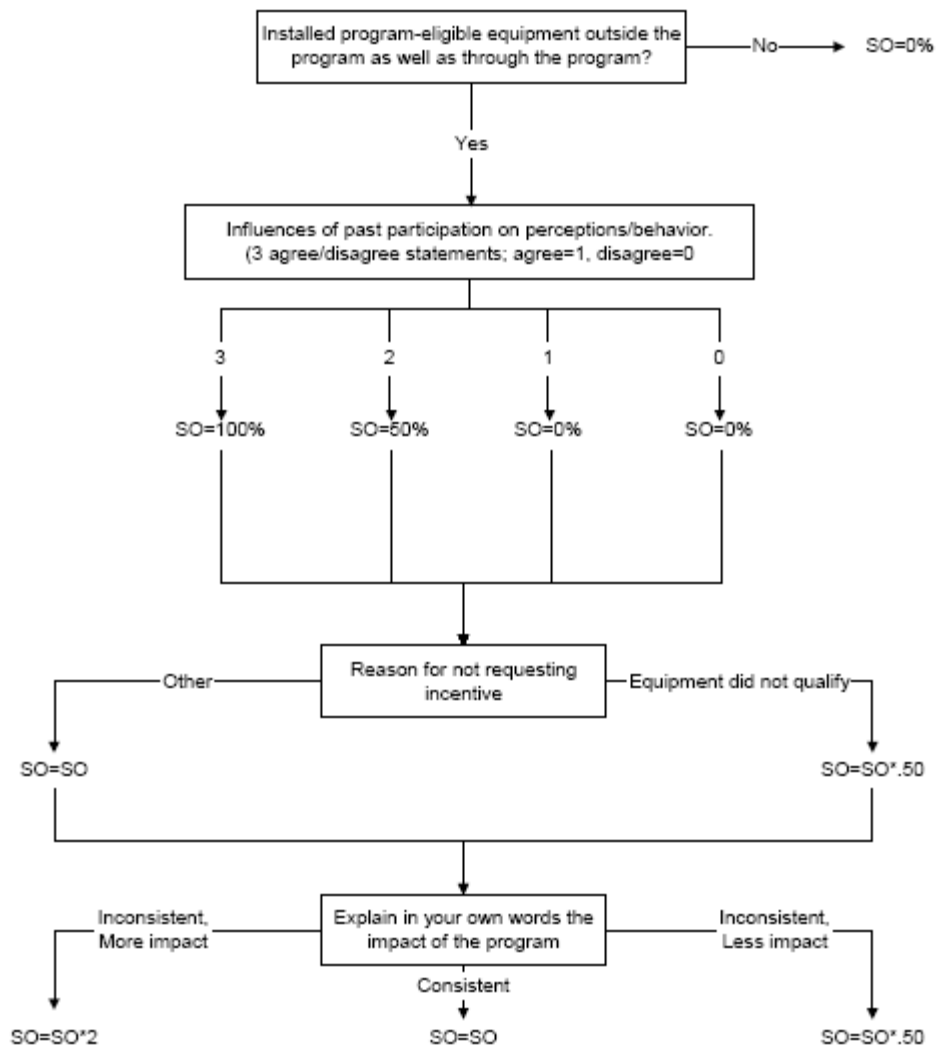 Installed program-eligible equipment outside the
program as well as through the program?
No
SO=0%
Yes
Influences of past participation on perceptions/behavior.
(3 agree/disagree statements; agree=1, disagree=0
3
2
1
0
SO=100%
SO=50%
SO=0%
SO=0%
Other
Reason for not requesting
incentive
Equipment did not qualify
SO=SO
SO=SO*.50
Inconsistent,
More impact
Explain in your own words the
impact of the program
Inconsistent,
Less impact
Consistent
SO=SO*2
SO=SO
SO=SO*.50